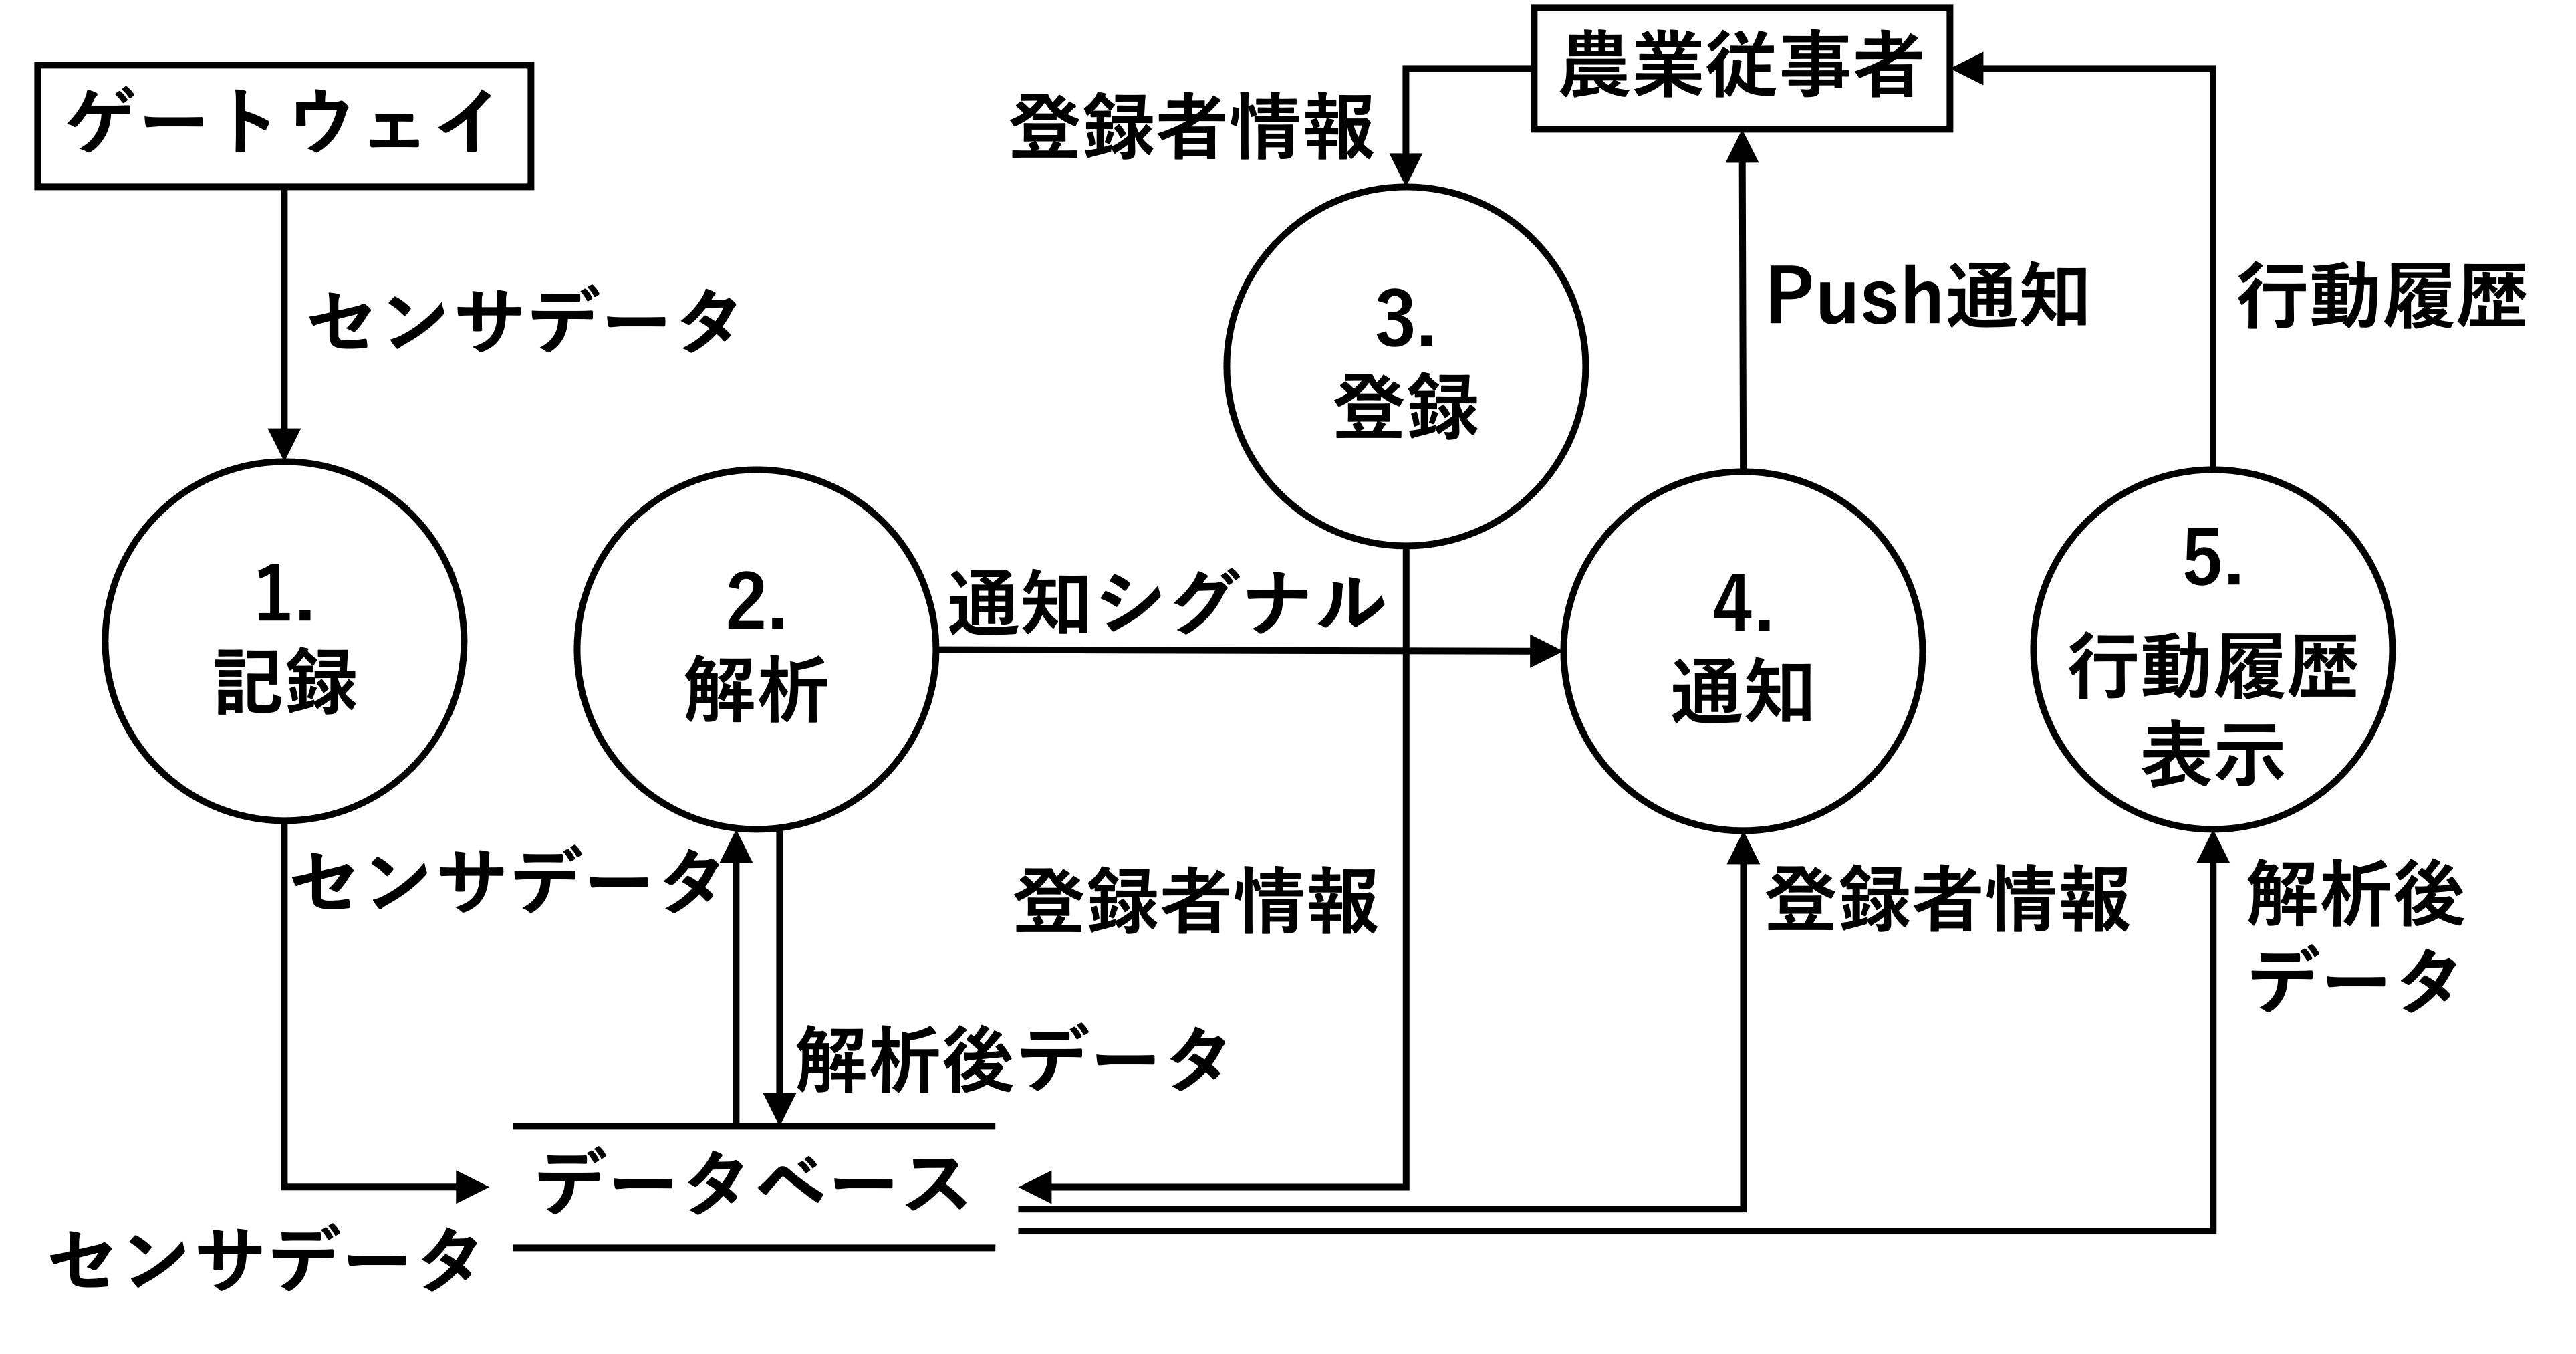 農業従事者
ゲートウェイ
登録者情報
センサデータ
Push通知
行動履歴
3.
登録
1.
記録
2.
解析
通知シグナル
4.
通知
5.
行動履歴
表示
センサデータ
登録者情報
登録者情報
解析後
データ
解析後データ
データベース
センサデータ